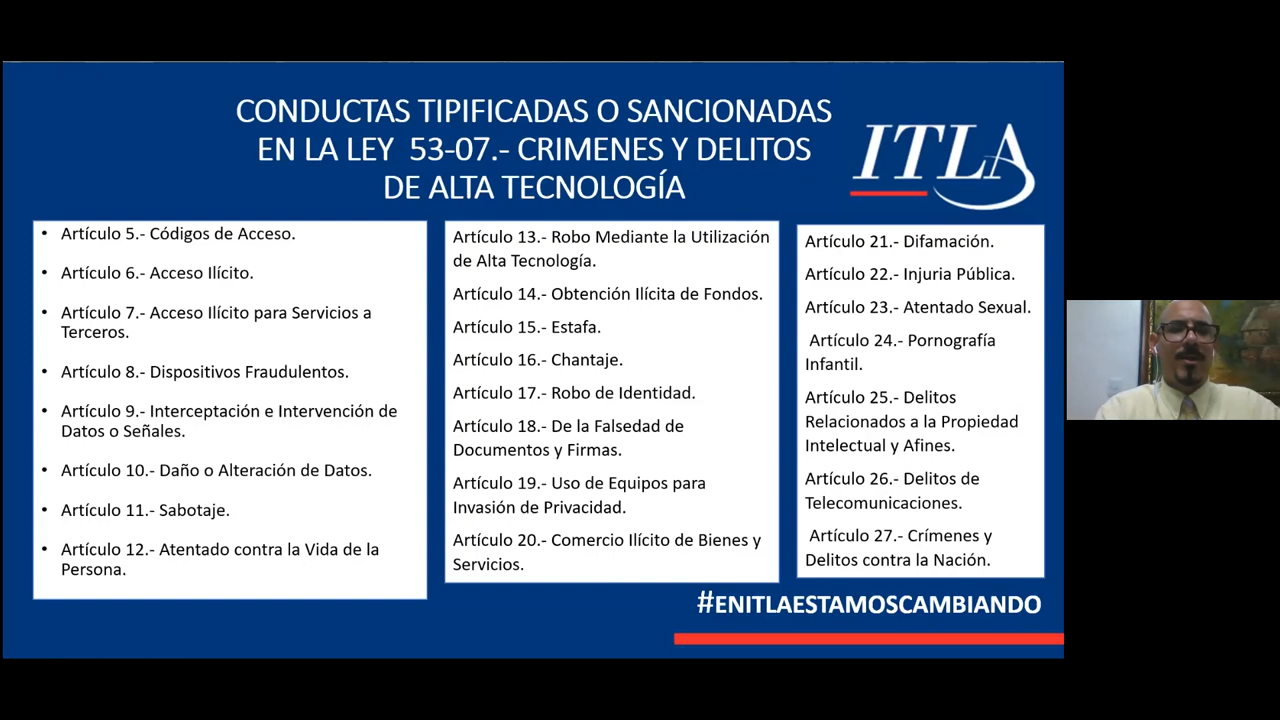 CONDUCTAS TIPIFICADAS O SANCIONADAS
EN LA LEY 53-07.- CRIMENES Y DELITOS
DE ALTA TECNOLOGÍA
ITLA
• Artículo 5.- Códigos de Acceso.
• Artículo 6.- Acceso Ilícito.
• Artículo 7.- Acceso Ilícito para Servicios a
Terceros.
• Artículo 8.- Dispositivos Fraudulentos.
• Artículo 9.- Interceptación e Intervención de
Datos o Señales.
• Artículo 10.- Daño o Alteración de Datos.
• Artículo 11.- Sabotaje.
• Artículo 12.- Atentado contra la Vida de la
Persona.
Artículo 13.- Robo Mediante la Utilización
de Alta Tecnología.
Artículo 14.- Obtención Ilícita de Fondos.
Artículo 15.- Estafa.
Artículo 16.- Chantaje.
Artículo 17.- Robo de Identidad.
Artículo 18.- De la Falsedad de
Documentos y Firmas.
Artículo 19.- Uso de Equipos para
Invasión de Privacidad.
Artículo 20.- Comercio Ilícito de Bienes y
Servicios.
Artículo 21.- Difamación.
Artículo 22.- Injuria Pública.
Artículo 23.- Atentado Sexual.
Artículo 24.- Pornografía
Infantil.
Artículo 25.- Delitos
Relacionados a la Propiedad
Intelectual y Afines.
Artículo 26.- Delitos de
Telecomunicaciones.
Artículo 27.- Crímenes y
Delitos contra la Nación.
#ENITLAESTAMOSCAMBIANDO